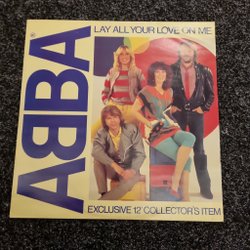 LAY ALL YOUR LOVE ON ME
ABBA
EXCLUSIVE 12" COLLECTOR'S ITEM